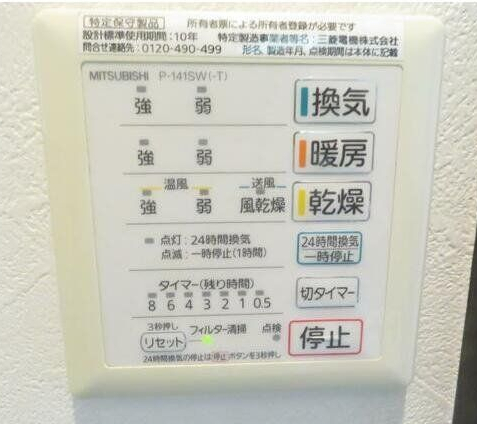 特定保守製品 所有者票による所有者登録が必要です
設計標準使用期間:10年 特定製造事業者等名:三菱電機株式会社
問合せ連絡先:0120-490-499 形名、製造年月、点検期間は本体に記載
MITSUBISHI P-141SW(-T)
強 弱 換気
強 弱 暖房
温風 送風
強 弱 風乾燥 乾燥
点灯:24時間換気
点滅:一時停止(1時間)
24時間換気
一時停止
タイマー(残り時間)
8 6 4 3 2 1 0.5
切タイマー
3秒押し フィルター清掃 点検
リセット
停止
24時間換気の停止は停止ボタンを3秒押し